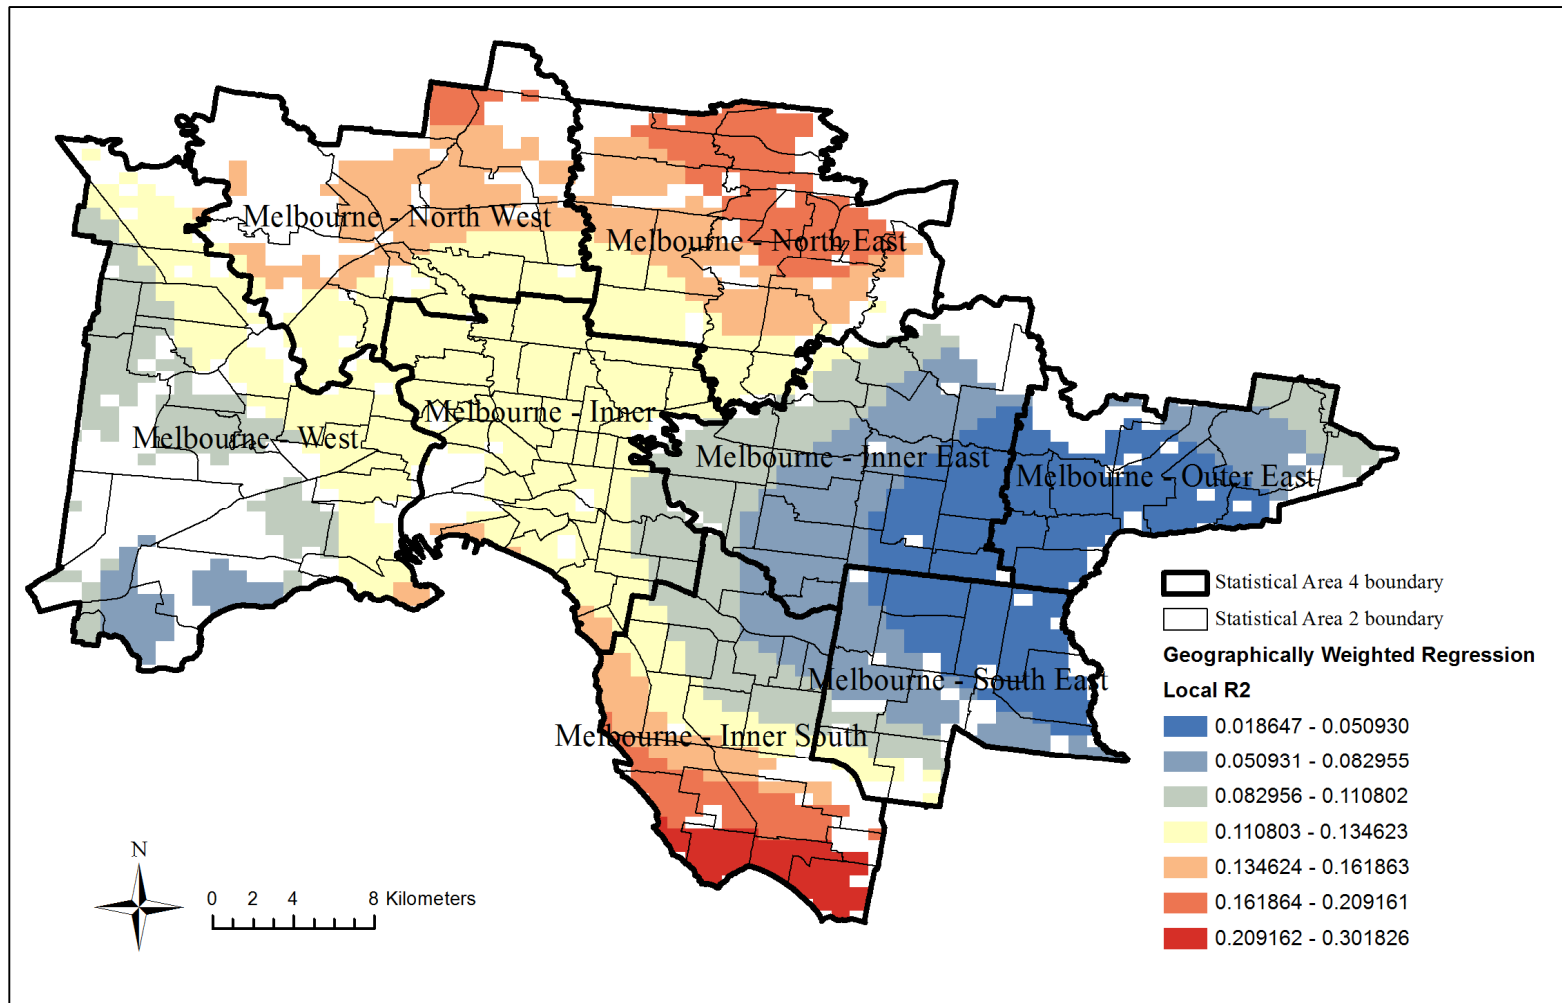 Melbourne - North West
Melbourne - North East
Melbourne - Inner
Melbourne - West
Melbourne - Inner East
Melbourne - Outer East
Melbourne - South East
Melbourne - Inner South
Statistical Area 4 boundary
Statistical Area 2 boundary
Geographically Weighted Regression
Local R2
0.018647 - 0.050930
0.050931 - 0.082955
0.082956 - 0.110802
0.110803 - 0.134623
0.134624 - 0.161863
0.161864 - 0.209161
0.209162 - 0.301826
N
0 2 4 8 Kilometers